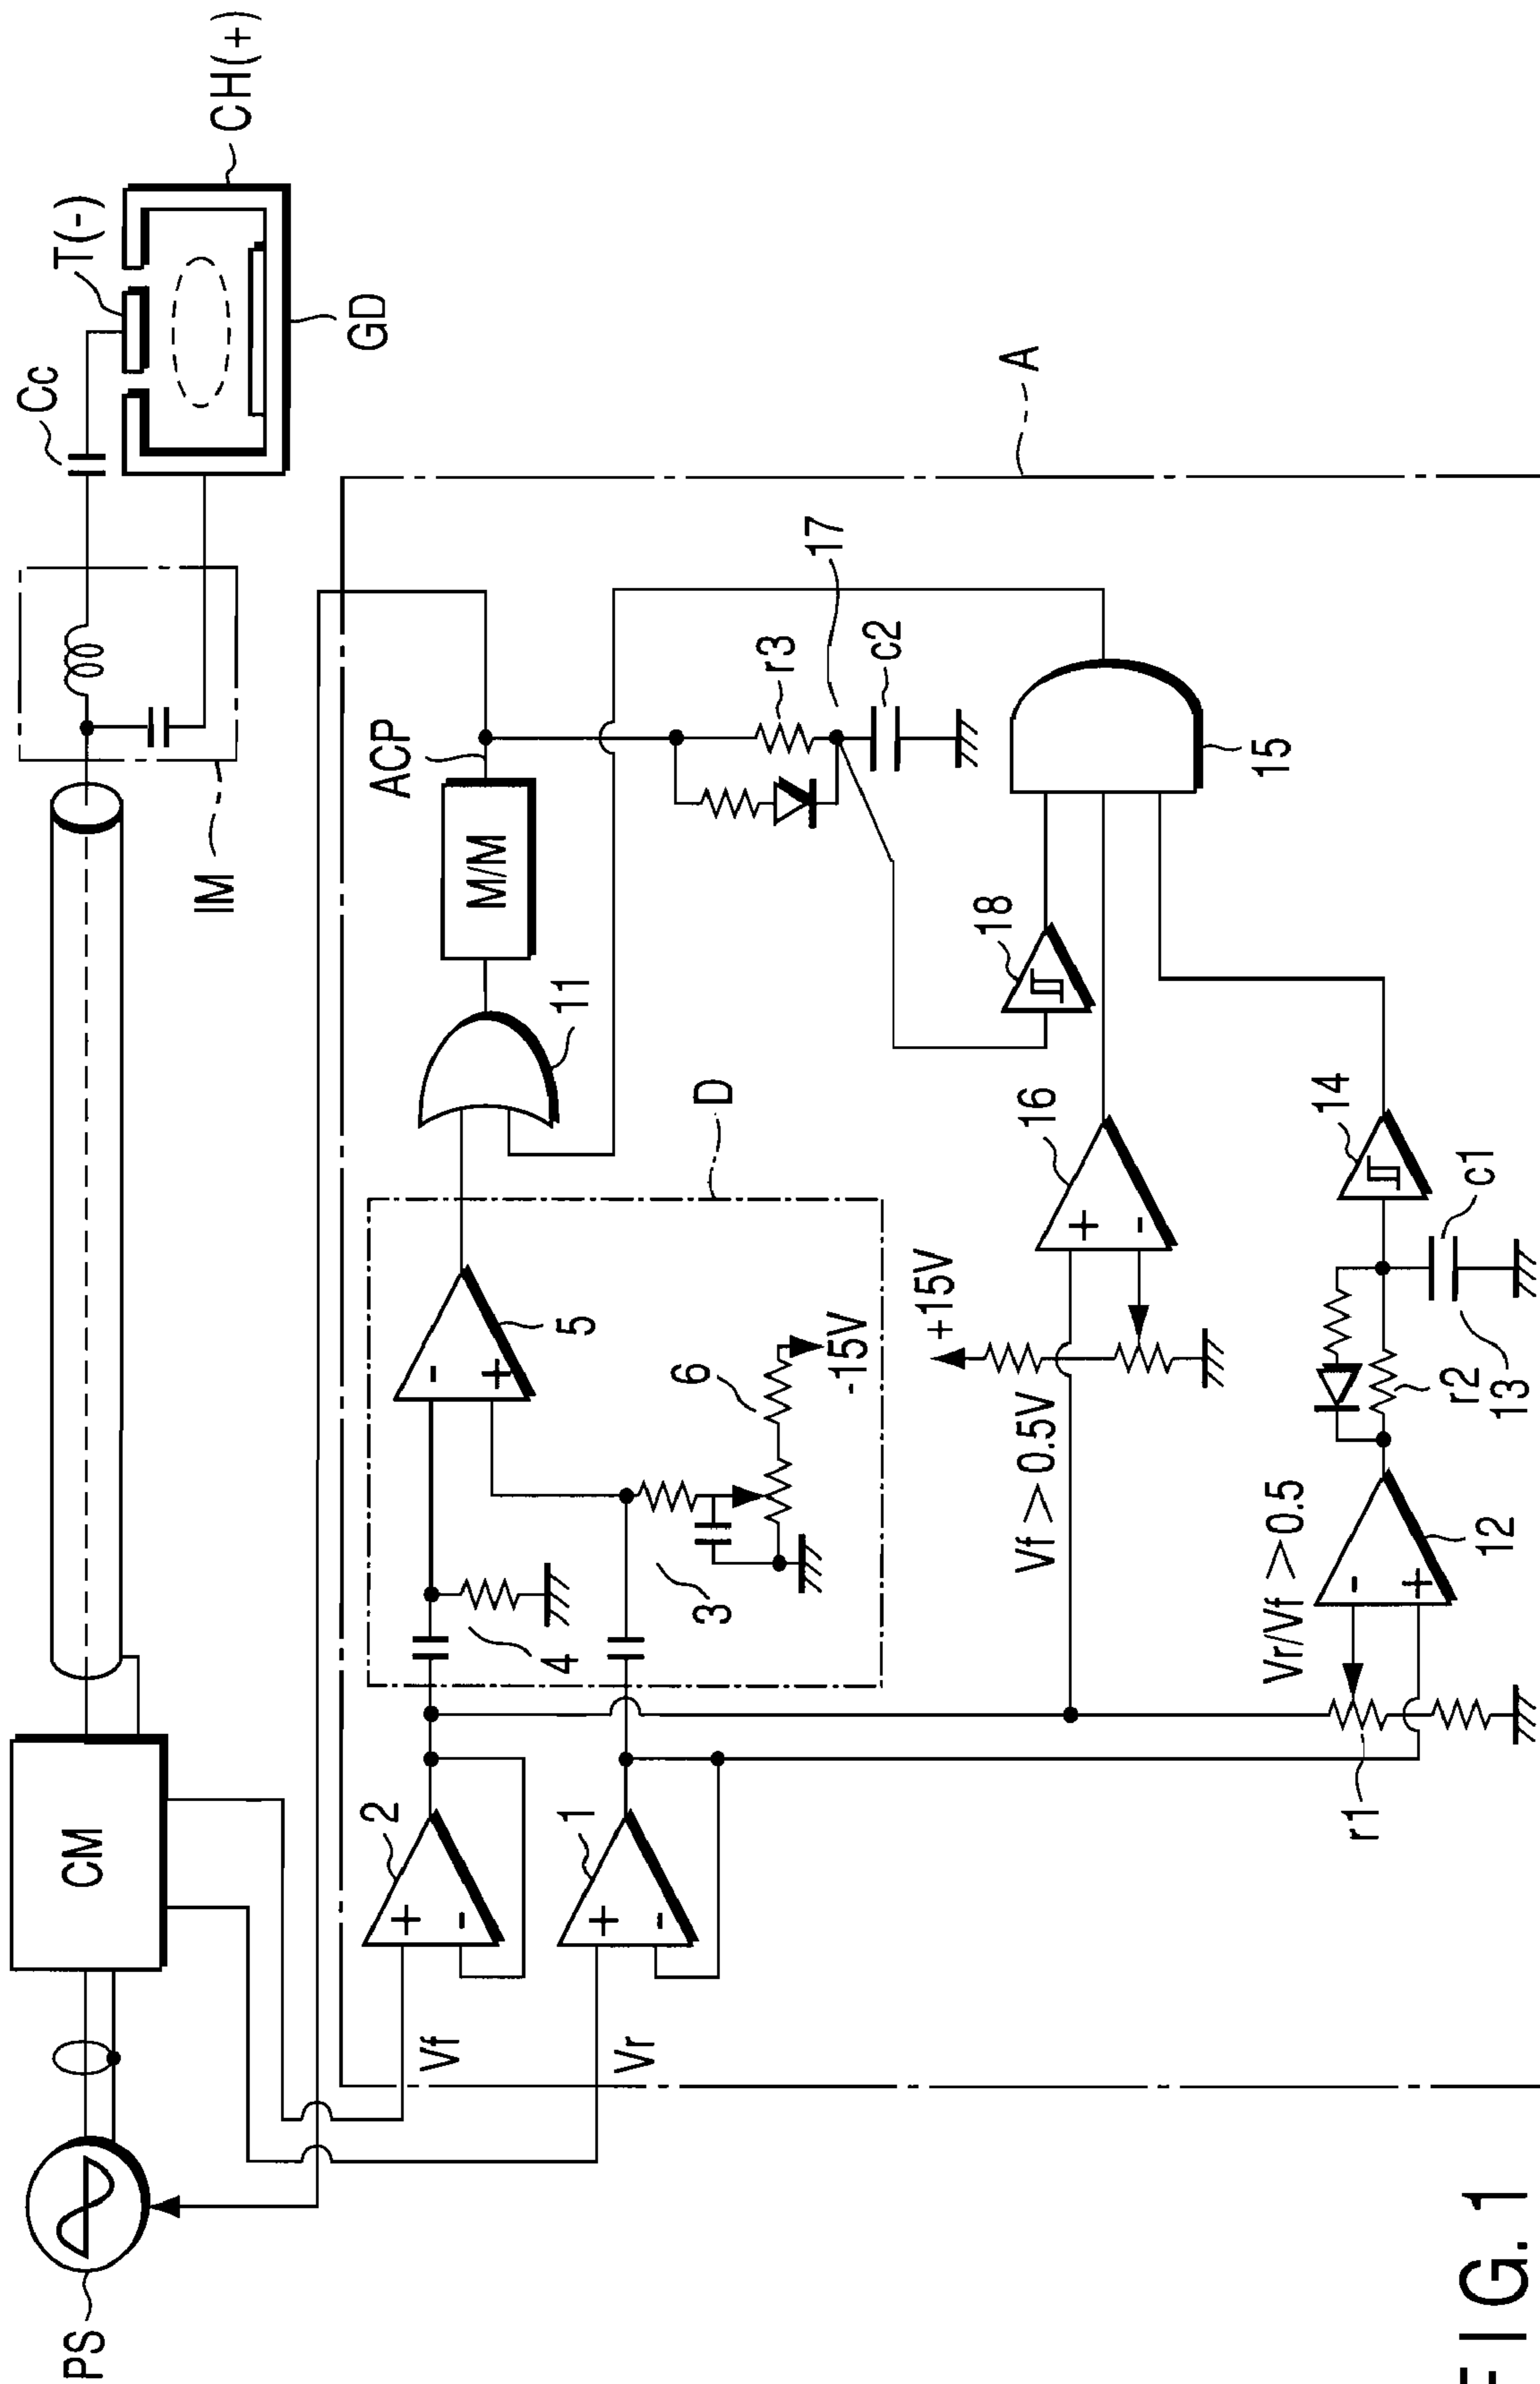 PS
CM
IM
Cc
T(-)
CH(+)
GD
A
Vf
+
-
2
Vr
+
-
1
4
3
-
+
5
6
-15V
D
11
M/M
ACP
r3
17
c2
Vf>0.5V
+15V
+
-
16
18
15
r1
Vr/Vf>0.5
-
+
12
r2
13
c1
14
FIG. 1